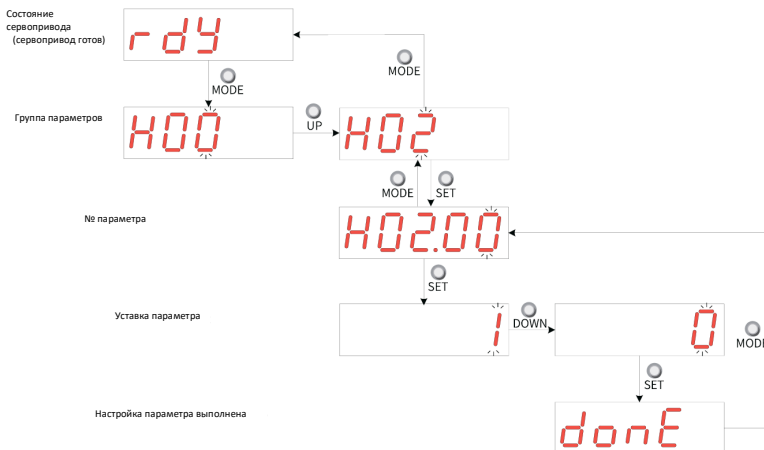 Состояние
сервопривода
(сервопривод готов)
rdy
MODE
MODE
Группа параметров
H00
UP
H02
MODE
SET
№ параметра
H02.00
SET
Уставка параметра
1
DOWN
0
MODE
SET
Настройка параметра выполнена
donE